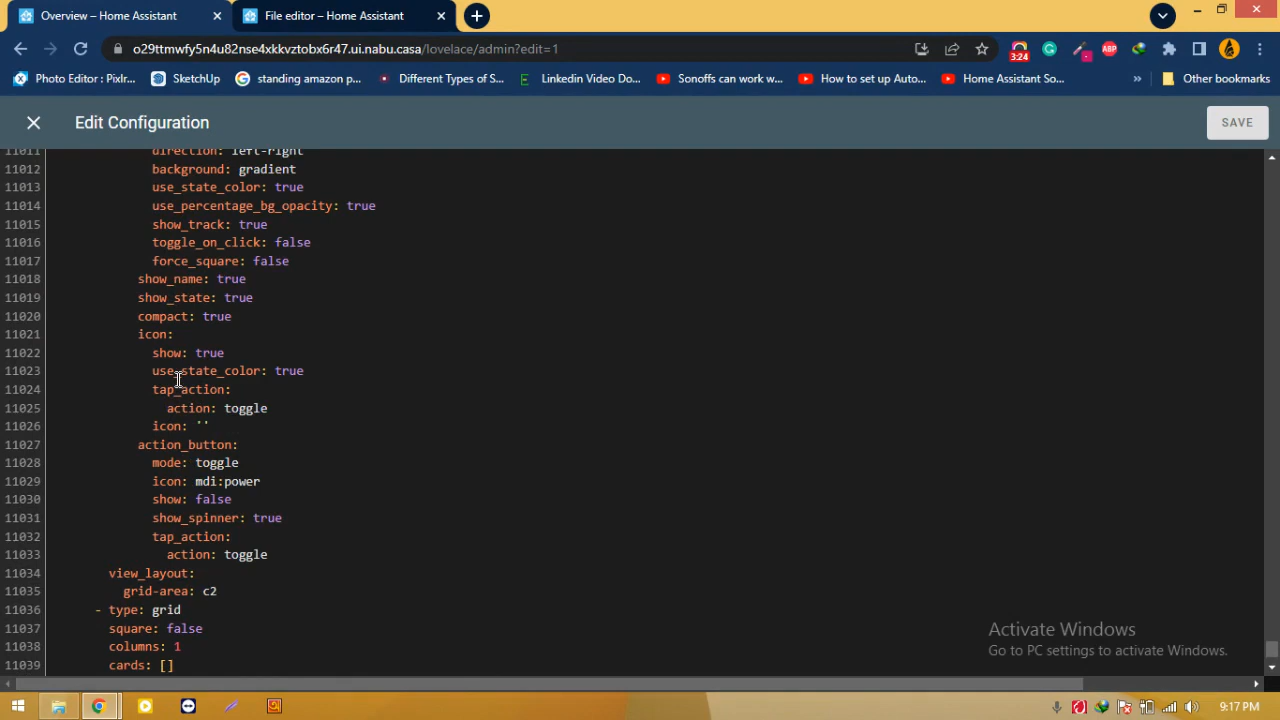 Overview – Home Assistant
File editor – Home Assistant
o29ttmwfy5n4u82nse4xkkvztobx6r47.ui.nabu.casa/lovelace/admin?edit=1
3:24
ABP
Photo Editor : Pixlr...
SketchUp
standing amazon p...
Different Types of S...
Linkedin Video Do...
Sonoffs can work w...
How to set up Auto...
Home Assistant So...
Other bookmarks
Edit Configuration
SAVE
11011 direction: left-right
11012 background: gradient
11013 use_state_color: true
11014 use_percentage_bg_opacity: true
11015 show_track: true
11016 toggle_on_click: false
11017 force_square: false
11018 show_name: true
11019 show_state: true
11020 compact: true
11021 icon:
11022 show: true
11023 use_state_color: true
11024 tap_action:
11025 action: toggle
11026 icon: ''
11027 action_button:
11028 mode: toggle
11029 icon: mdi:power
11030 show: false
11031 show_spinner: true
11032 tap_action:
11033 action: toggle
11034 view_layout:
11035 grid-area: c2
11036 - type: grid
11037 square: false
11038 columns: 1
11039 cards: []
Activate Windows
Go to PC settings to activate Windows.
9:17 PM